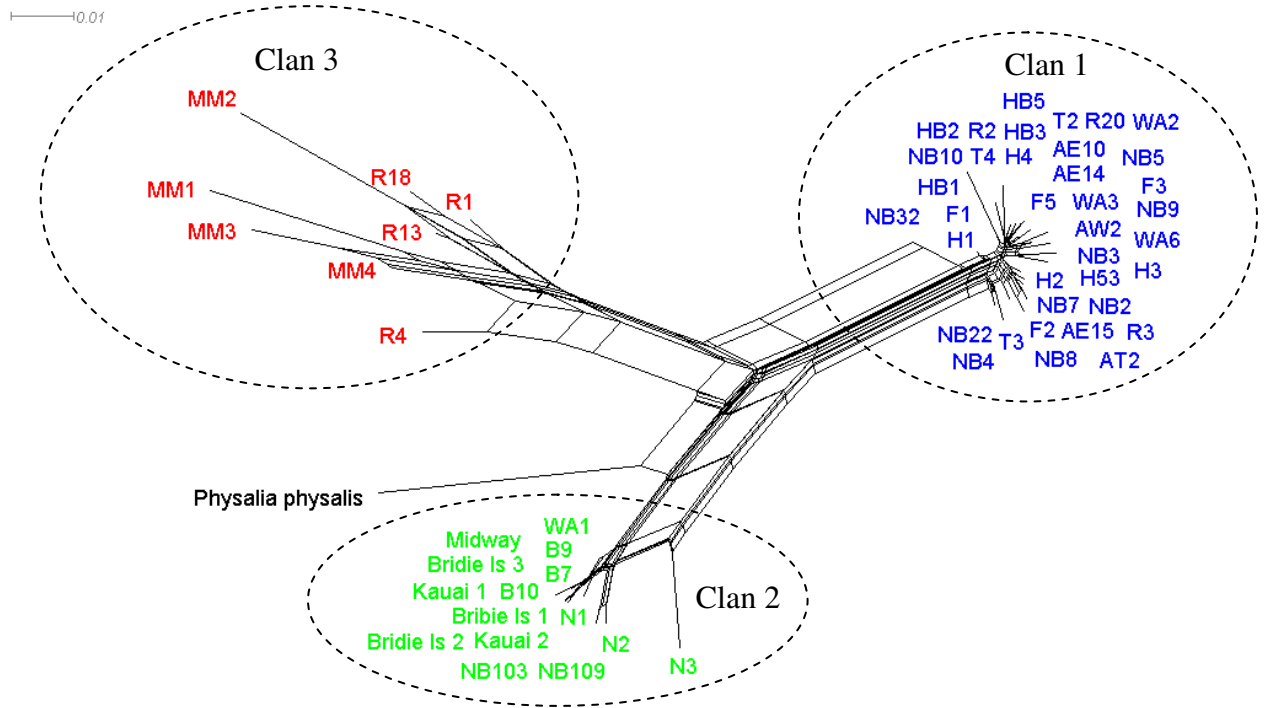 0.01
Clan 3
MM2
R18
MM1
R1
MM3
R13
MM4
R4
Clan 1
HB5
HB2 R2 HB3 T2 R20 WA2
NB10 T4 H4 AE10 NB5
AE14
HB1 F5 WA3 F3
NB32 F1 NB9
H1 AW2 WA6
NB3
H2 H53 H3
NB7 NB2
NB22 T3 F2 AE15 R3
NB4 NB8 AT2
Physalia physalis
WA1
Midway B9
Bridie Is 3 B7
Kauai 1 B10
Clan 2
Bribie Is 1 N1
Bridie Is 2 Kauai 2 N2
NB103 NB109 N3